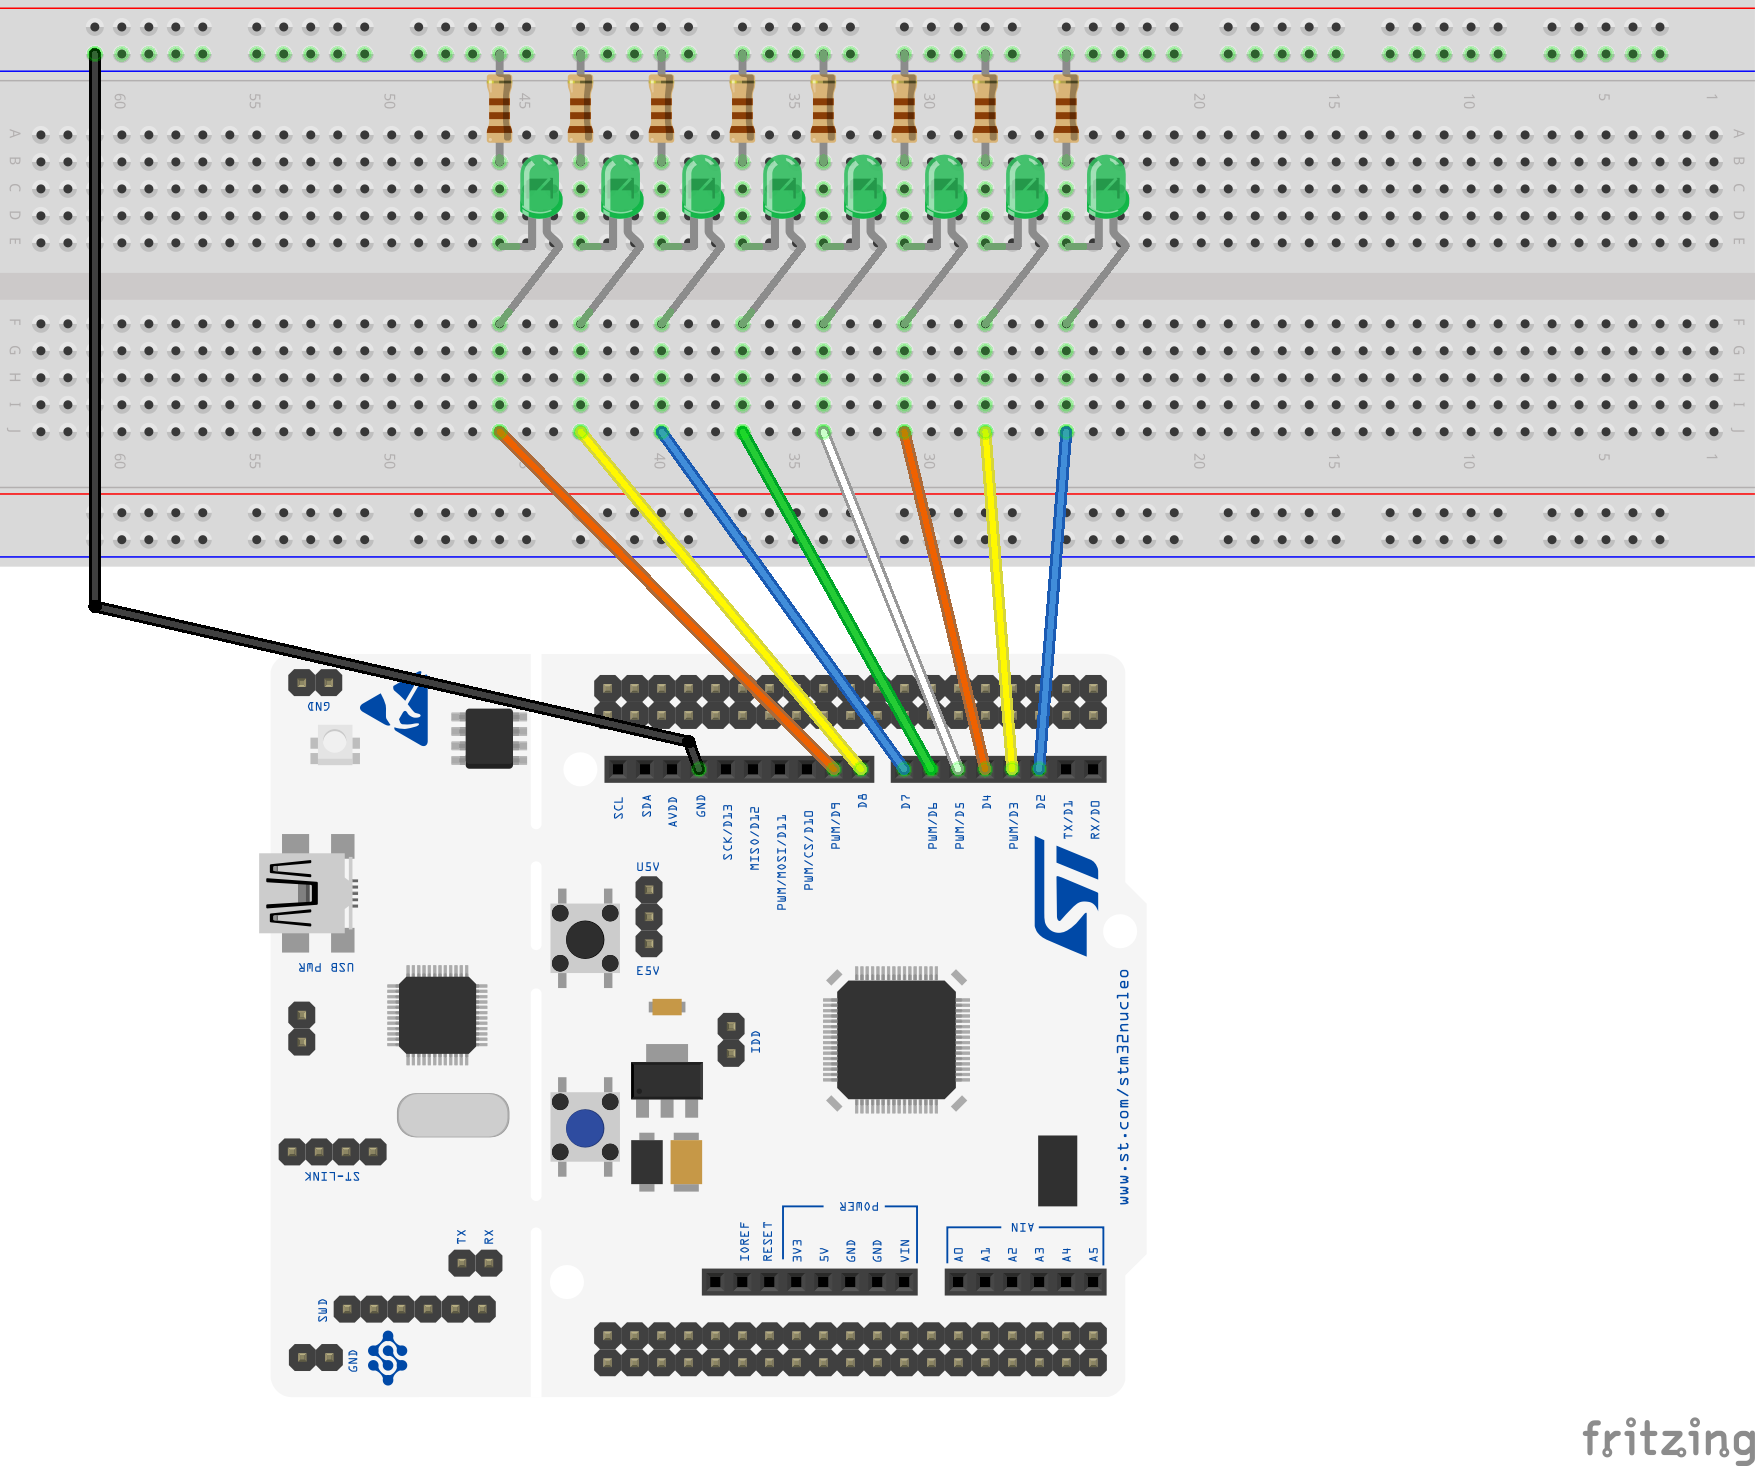 60 55 50 45 35 30 20 15 10 5 1
A A
B B
C C
D D
E E
F F
G G
H H
I I
J J
60 55 50 40 35 30 20 15 10 5 1
GND
SCL SDA AVDD GND SCK/D13 MISO/D12 PWM/MOSI/D11 PWM/CS/D10 PWM/D9 D8 D7 PWM/D6 PWM/D5 D4 PWM/D3 D2 TX/D1 RX/D0
U5V
E5V
USB PWR
IDD
www.st.com/stm32nucleo
ST-LINK
POWER
AIN
TX RX
IOREF RESET 3V3 5V GND GND VIN A0 A1 A2 A3 A4 A5
SWD
GND
fritzing